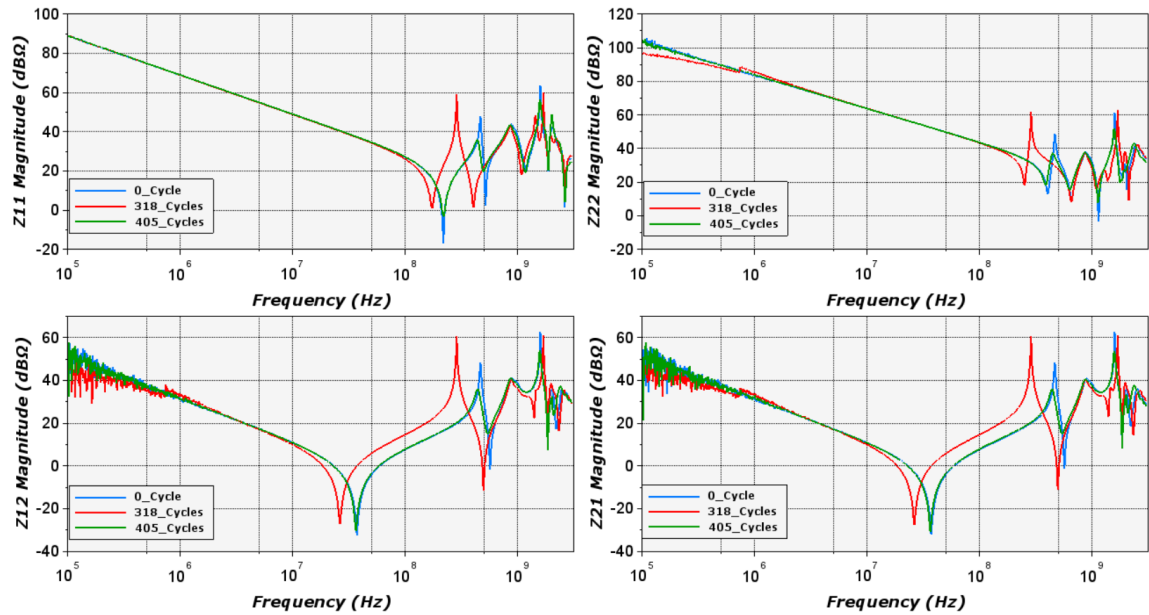 Z11 Magnitude (dBΩ)
100
80
60
40
20
0
-20
0_Cycle
318_Cycles
405_Cycles
10^5
10^6
10^7
10^8
10^9
Frequency (Hz)
Z22 Magnitude (dBΩ)
120
100
80
60
40
20
0
-20
0_Cycle
318_Cycles
405_Cycles
10^5
10^6
10^7
10^8
10^9
Frequency (Hz)
Z12 Magnitude (dBΩ)
60
40
20
0
-20
-40
0_Cycle
318_Cycles
405_Cycles
10^5
10^6
10^7
10^8
10^9
Frequency (Hz)
Z21 Magnitude (dBΩ)
60
40
20
0
-20
-40
0_Cycle
318_Cycles
405_Cycles
10^5
10^6
10^7
10^8
10^9
Frequency (Hz)